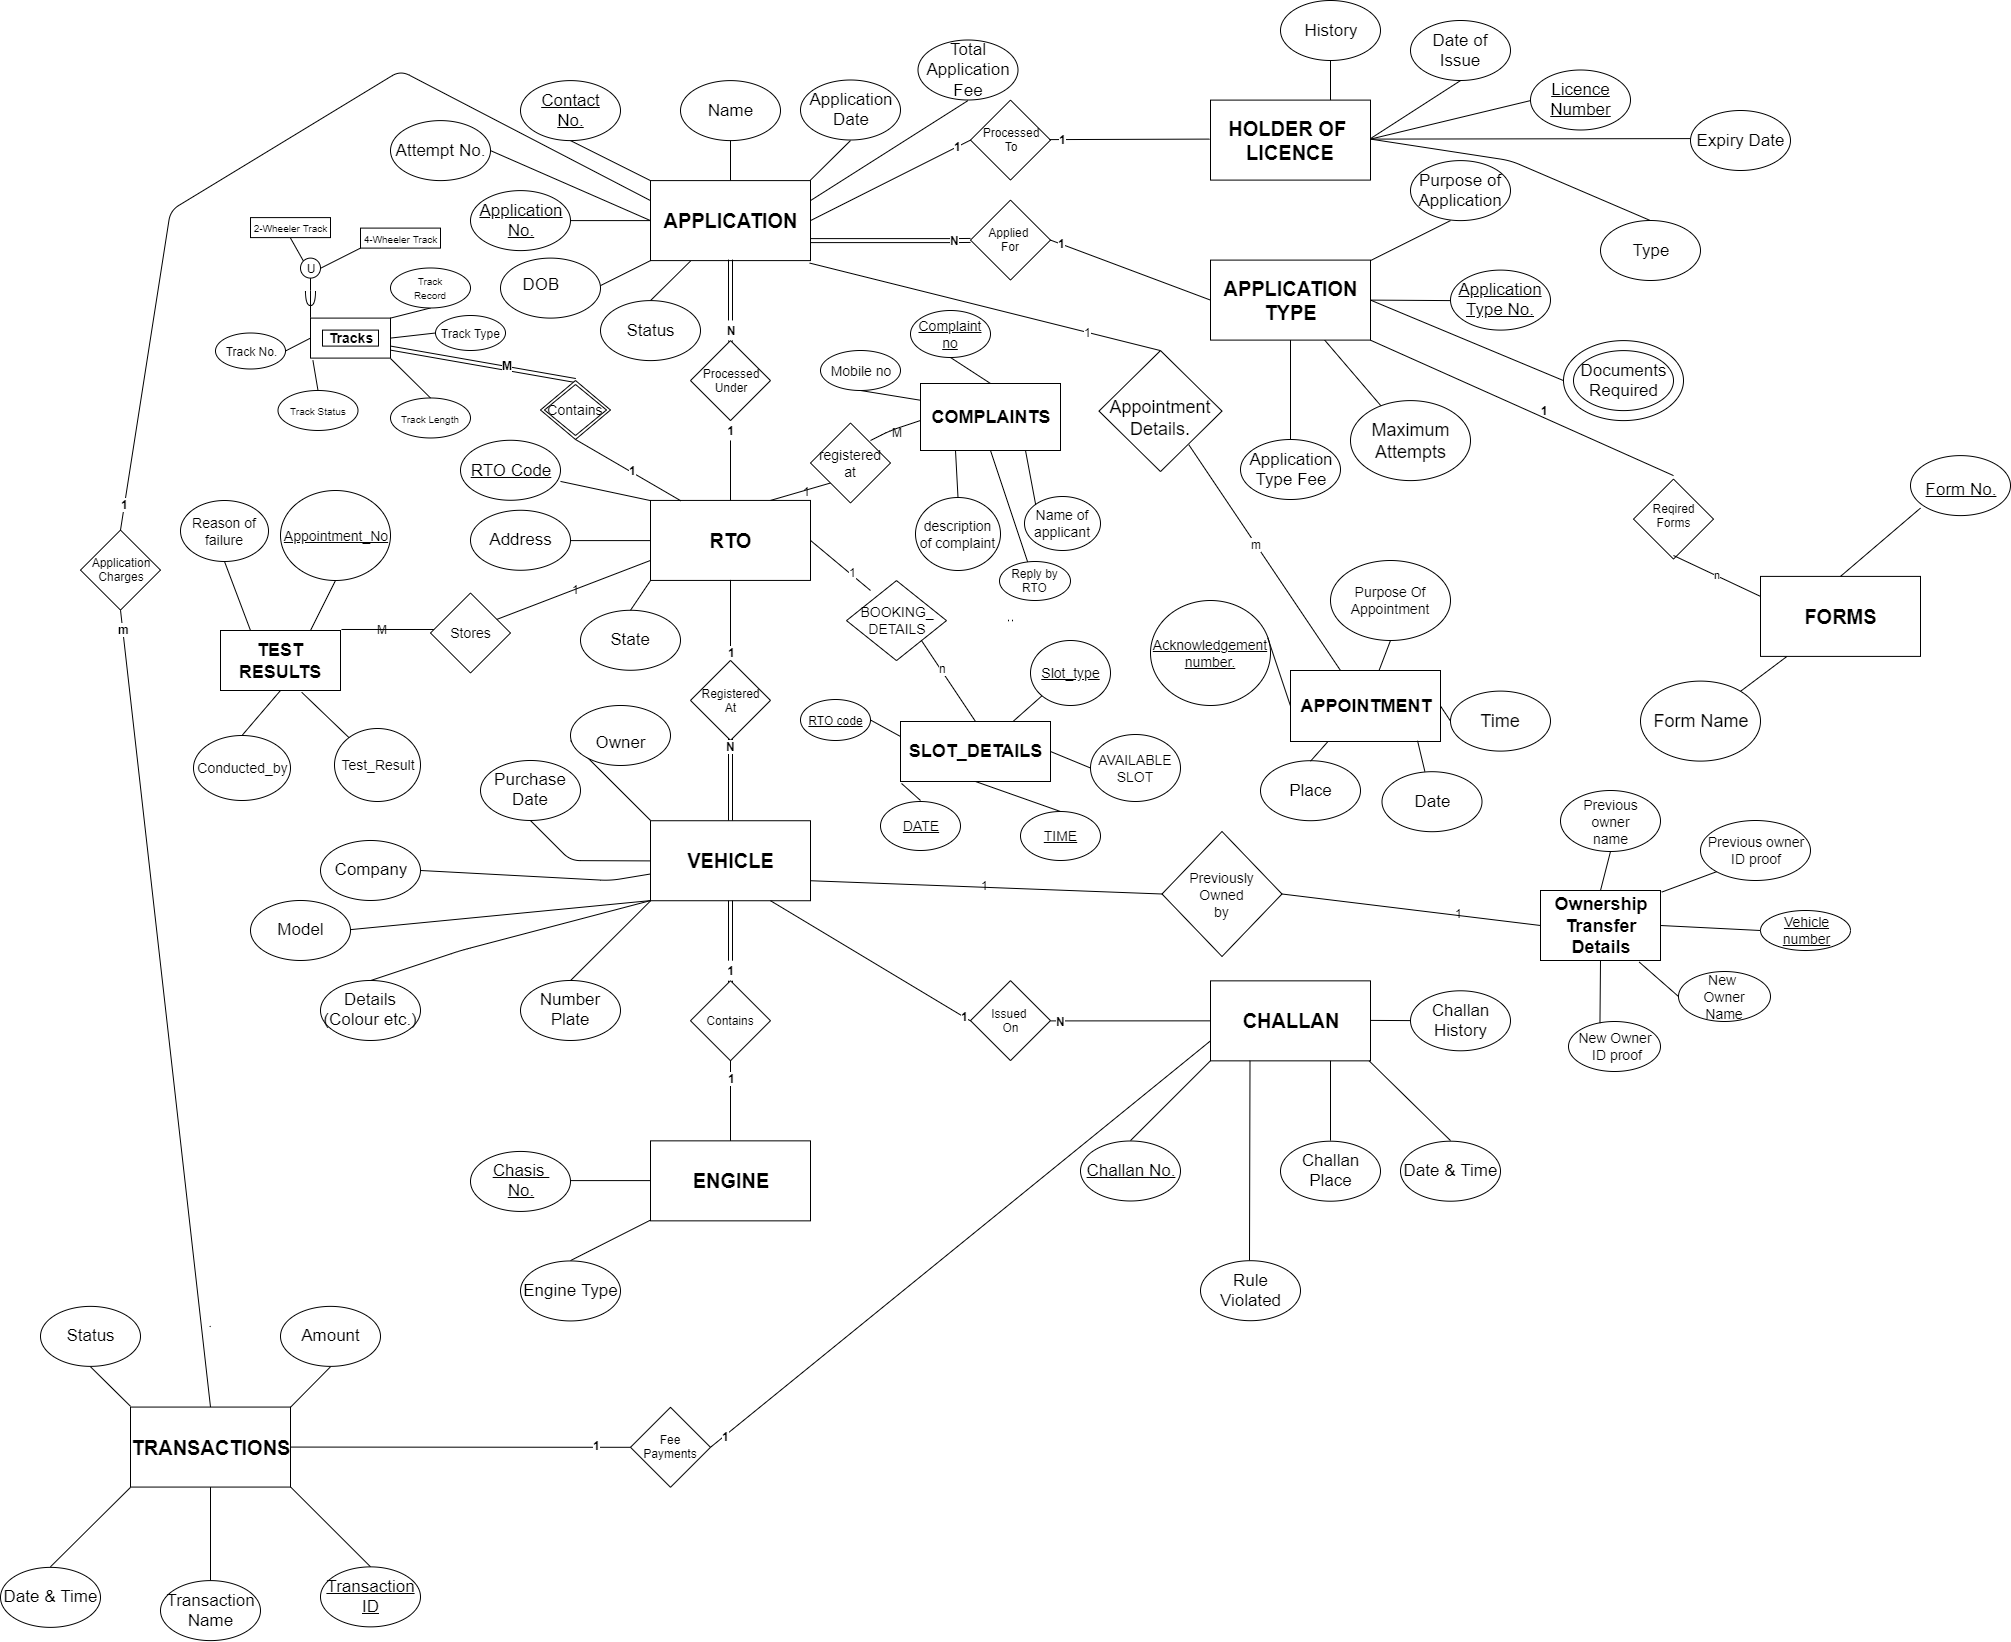 History
Date of
Issue
Licence
Number
Expiry Date
Type
HOLDER OF
LICENCE
Processed
To
1
1
Total
Application
Fee
Application
Date
Name
Contact
No.
Attempt No.
Application
No.
DOB
Status
APPLICATION
N
Applied
For
1
Purpose of
Application
Application
Type No.
Documents
Required
Maximum
Attempts
Application
Type Fee
APPLICATION
TYPE
1
Reqired
Forms
n
Form No.
FORMS
Form Name
2-Wheeler Track
4-Wheeler Track
U
Track
Record
Track Type
Tracks
Track No.
Track Status
Track Length
M
Contains
1
N
Processed
Under
1
Complaint
no
Mobile no
COMPLAINTS
M
registered
at
1
description
of complaint
Name of
applicant
Reply by
RTO
..
1
Appointment
Details.
m
Purpose Of
Appointment
Acknowledgement
number.
APPOINTMENT
Time
Place
Date
RTO Code
Address
State
RTO
1
BOOKING_
DETAILS
n
Slot_type
RTO code
SLOT_DETAILS
AVAILABLE
SLOT
DATE
TIME
1
Application
Charges
m
Reason of
failure
Appointment_No
TEST
RESULTS
M
Stores
1
Conducted_by
Test_Result
1
Registered
At
N
Owner
Purchase
Date
Company
Model
Details
(Colour etc.)
Number
Plate
VEHICLE
1
Previously
Owned
by
1
Previous
owner
name
Previous owner
ID proof
Ownership
Transfer
Details
Vehicle
number
New
Owner
Name
New Owner
ID proof
1
Contains
1
1
Issued
On
N
CHALLAN
Challan
History
Challan No.
Challan
Place
Date & Time
Rule
Violated
Chasis
No.
ENGINE
Engine Type
Status
.
Amount
TRANSACTIONS
1
Fee
Payments
1
Date & Time
Transaction
Name
Transaction
ID